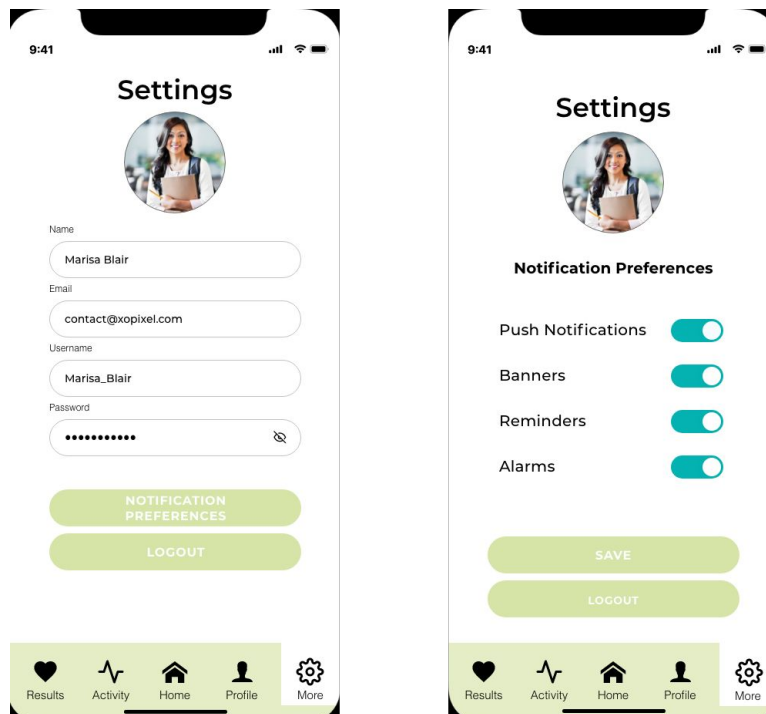 9:41
Settings
Name
Marisa Blair
Email
contact@xopixel.com
Username
Marisa_Blair
Password
•••••••••••
NOTIFICATION
PREFERENCES
LOGOUT
Results Activity Home Profile More
9:41
Settings
Notification Preferences
Push Notifications
Banners
Reminders
Alarms
SAVE
LOGOUT
Results Activity Home Profile More